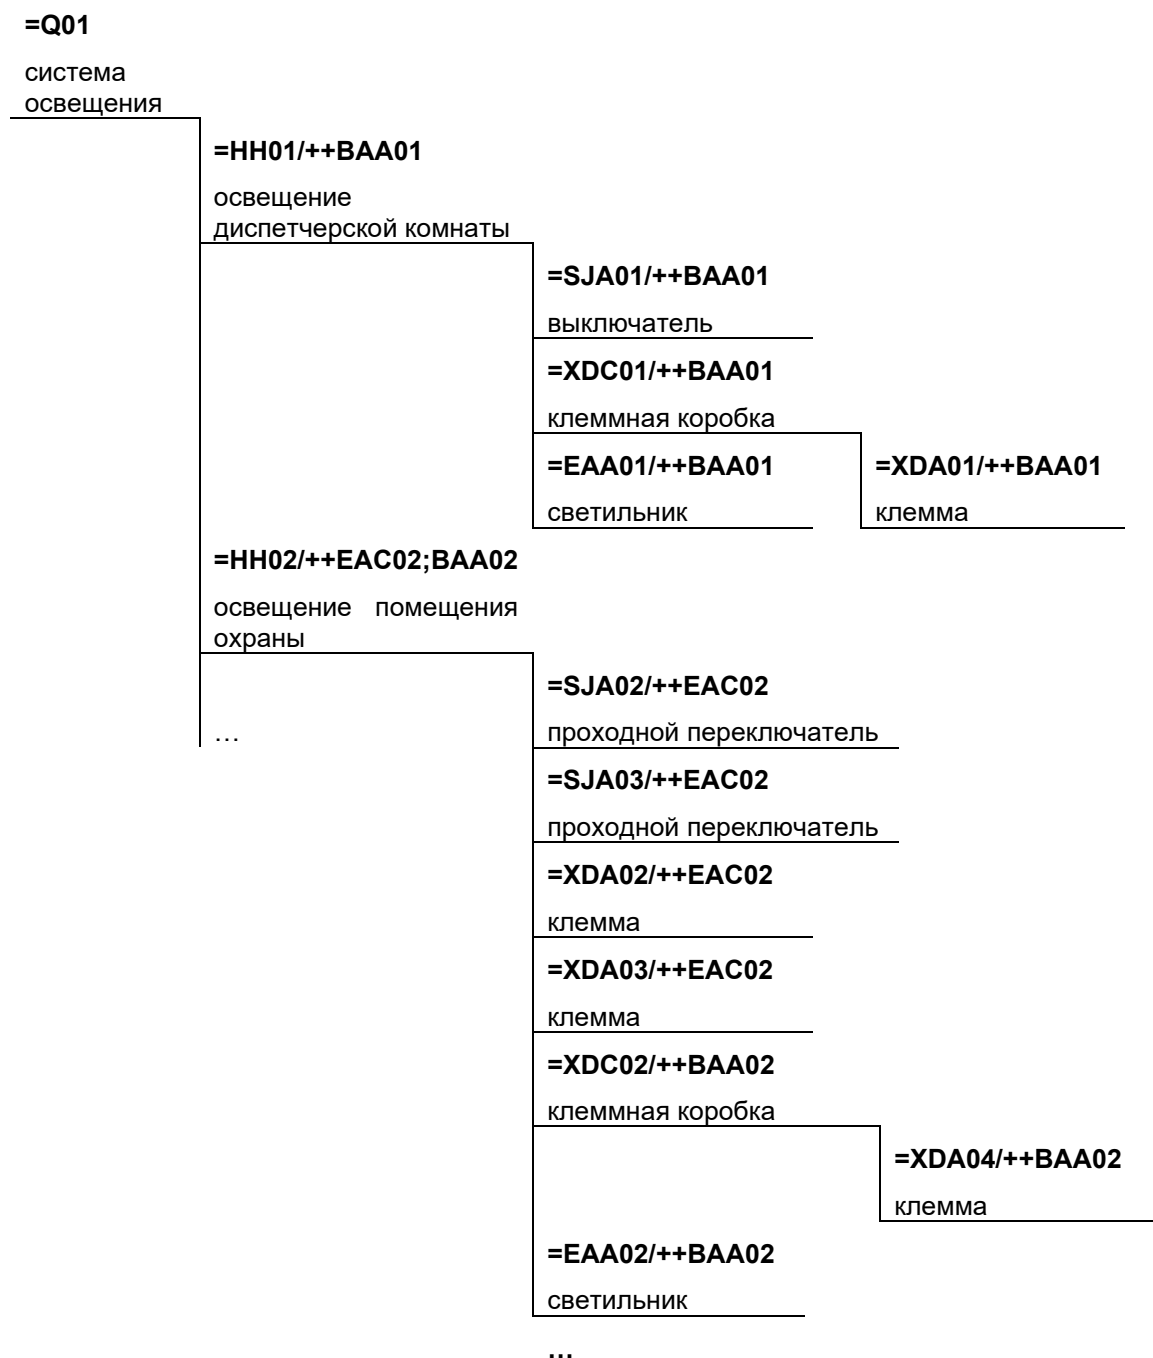 =Q01
система
освещения
=HH01/++BAA01
освещение
диспетчерской комнаты
=SJA01/++BAA01
выключатель
=XDC01/++BAA01
клеммная коробка
=EAA01/++BAA01
=XDA01/++BAA01
светильник
клемма
=HH02/++EAC02;BAA02
освещение помещения
охраны
=SJA02/++EAC02
проходной переключатель
…
=SJA03/++EAC02
проходной переключатель
=XDA02/++EAC02
клемма
=XDA03/++EAC02
клемма
=XDC02/++BAA02
клеммная коробка
=XDA04/++BAA02
клемма
=EAA02/++BAA02
светильник
…